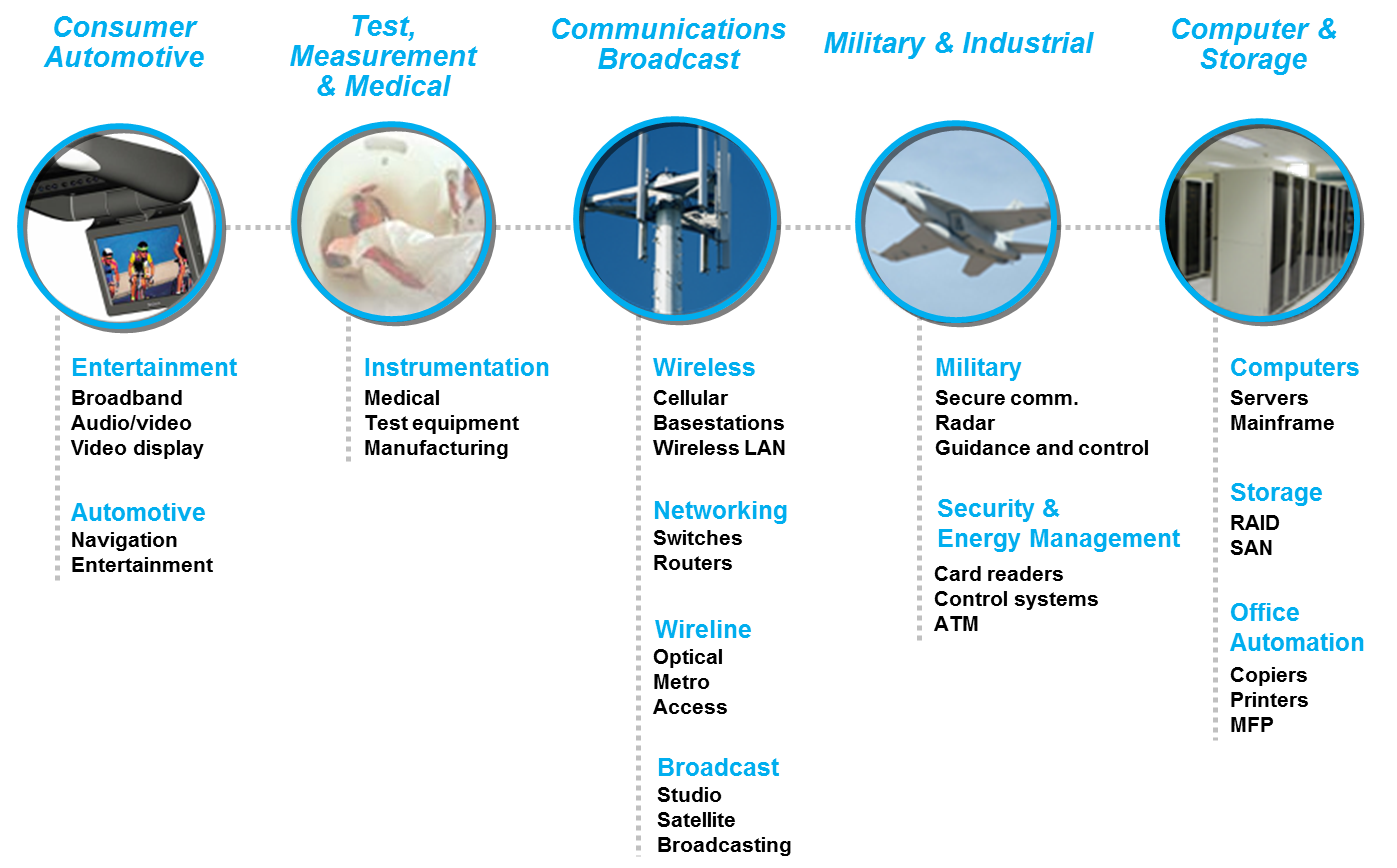 Consumer
Automotive
Test,
Measurement
& Medical
Communications
Broadcast
Military & Industrial
Computer &
Storage
Entertainment
Broadband
Audio/video
Video display
Automotive
Navigation
Entertainment
Instrumentation
Medical
Test equipment
Manufacturing
Wireless
Cellular
Basestations
Wireless LAN
Networking
Switches
Routers
Wireline
Optical
Metro
Access
Broadcast
Studio
Satellite
Broadcasting
Military
Secure comm.
Radar
Guidance and control
Security &
Energy Management
Card readers
Control systems
ATM
Computers
Servers
Mainframe
Storage
RAID
SAN
Office
Automation
Copiers
Printers
MFP